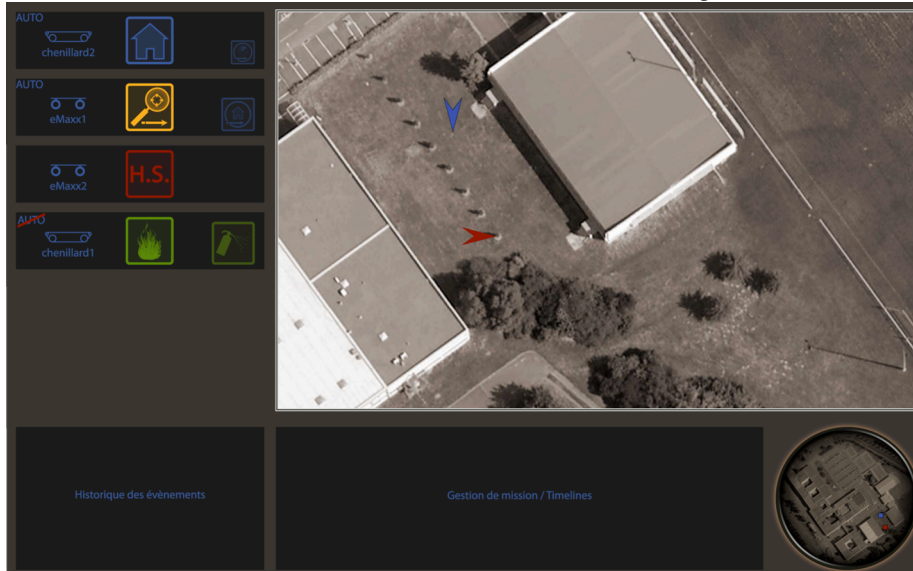 AUTO
chenillard2
AUTO
eMaxx1
H.S.
eMaxx2
AUTO
chenillard1
Historique des évènements
Gestion de mission / Timelines